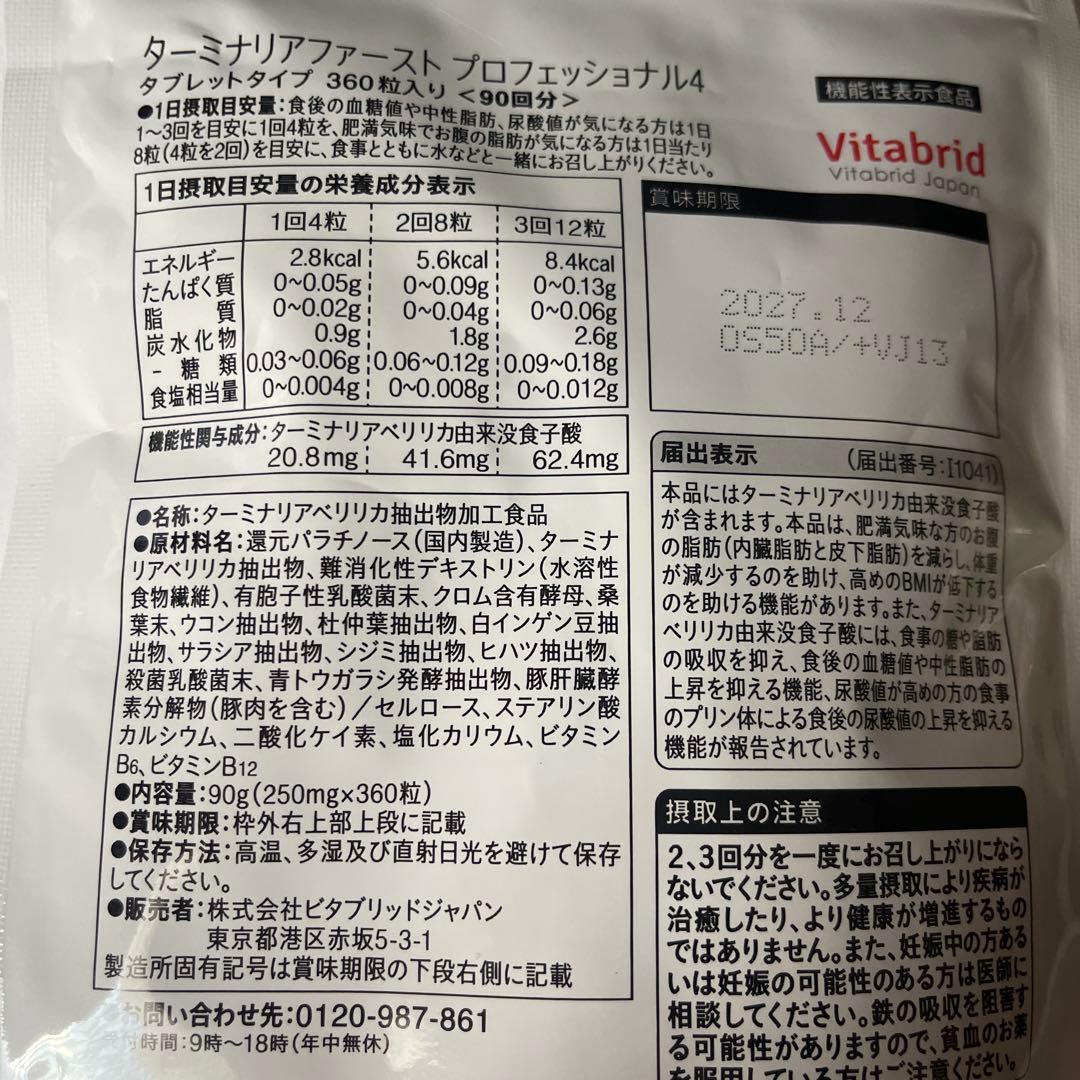 ターミナリアファースト プロフェッショナル4
タブレットタイプ 360粒入り<90回分>
●1日摂取目安量:食後の血糖値や中性脂肪、尿酸値が気になる方は1日
1～3回を目安に1回4粒を、肥満気味でお腹の脂肪が気になる方は1日当たり
8粒(4粒を2回)を目安に、食事とともに水などと一緒にお召し上がりください。
機能性表示食品
Vitabrid
Vitabrid Japan
1日摂取目安量の栄養成分表示
1回4粒 2回8粒 3回12粒
エネルギー 2.8kcal 5.6kcal 8.4kcal
たんぱく質 0~0.05g 0~0.09g 0~0.13g
脂質 0~0.02g 0~0.04g 0~0.06g
炭水化物 0.9g 1.8g 2.6g
- 糖類 0.03~0.06g 0.06~0.12g 0.09~0.18g
食塩相当量 0~0.004g 0~0.008g 0~0.012g
機能性関与成分:ターミナリアベリリカ由来没食子酸
20.8mg 41.6mg 62.4mg
賞味期限
2027.12
OS50A/+VJ13
●名称:ターミナリアベリリカ抽出物加工食品
●原材料名:還元パラチノース(国内製造)、ターミナ
リアベリリカ抽出物、難消化性デキストリン(水溶性
食物繊維)、有胞子性乳酸菌末、クロム含有酵母、桑
葉末、ウコン抽出物、杜仲葉抽出物、白インゲン豆抽
出物、サラシア抽出物、シジミ抽出物、ヒハツ抽出物、
殺菌乳酸菌末、青トウガラシ発酵抽出物、豚肝臓酵
素分解物(豚肉を含む)/セルロース、ステアリン酸
カルシウム、二酸化ケイ素、塩化カリウム、ビタミン
B6、ビタミンB12
●内容量:90g(250mg×360粒)
●賞味期限:枠外右上部上段に記載
●保存方法:高温、多湿及び直射日光を避けて保存
してください。
●販売者:株式会社ビタブリッドジャパン
東京都港区赤坂5-3-1
製造所固有記号は賞味期限の下段右側に記載
お問い合わせ先:0120-987-861
受付時間:9時～18時(年中無休)
届出表示 (届出番号:I1041)
本品にはターミナリアベリリカ由来没食子酸
が含まれます。本品は、肥満気味な方のお腹
の脂肪(内臓脂肪と皮下脂肪)を減らし、体重
が減少するのを助け、高めのBMIが低下する
のを助ける機能があります。また、ターミナリア
ベリリカ由来没食子酸には、食事の糖や脂肪
の吸収を抑え、食後の血糖値や中性脂肪の
上昇を抑える機能、尿酸値が高めの方の食事
のプリン体による食後の尿酸値の上昇を抑える
機能が報告されています。
摂取上の注意
2、3回分を一度にお召し上がりになら
ないでください。多量摂取により疾病が
治癒したり、より健康が増進するもの
ではありません。また、妊娠中の方ある
いは妊娠の可能性のある方は医師に
相談してください。鉄の吸収を阻害す
る可能性がありますので、貧血のお薬
を服用している方はご注意ください。